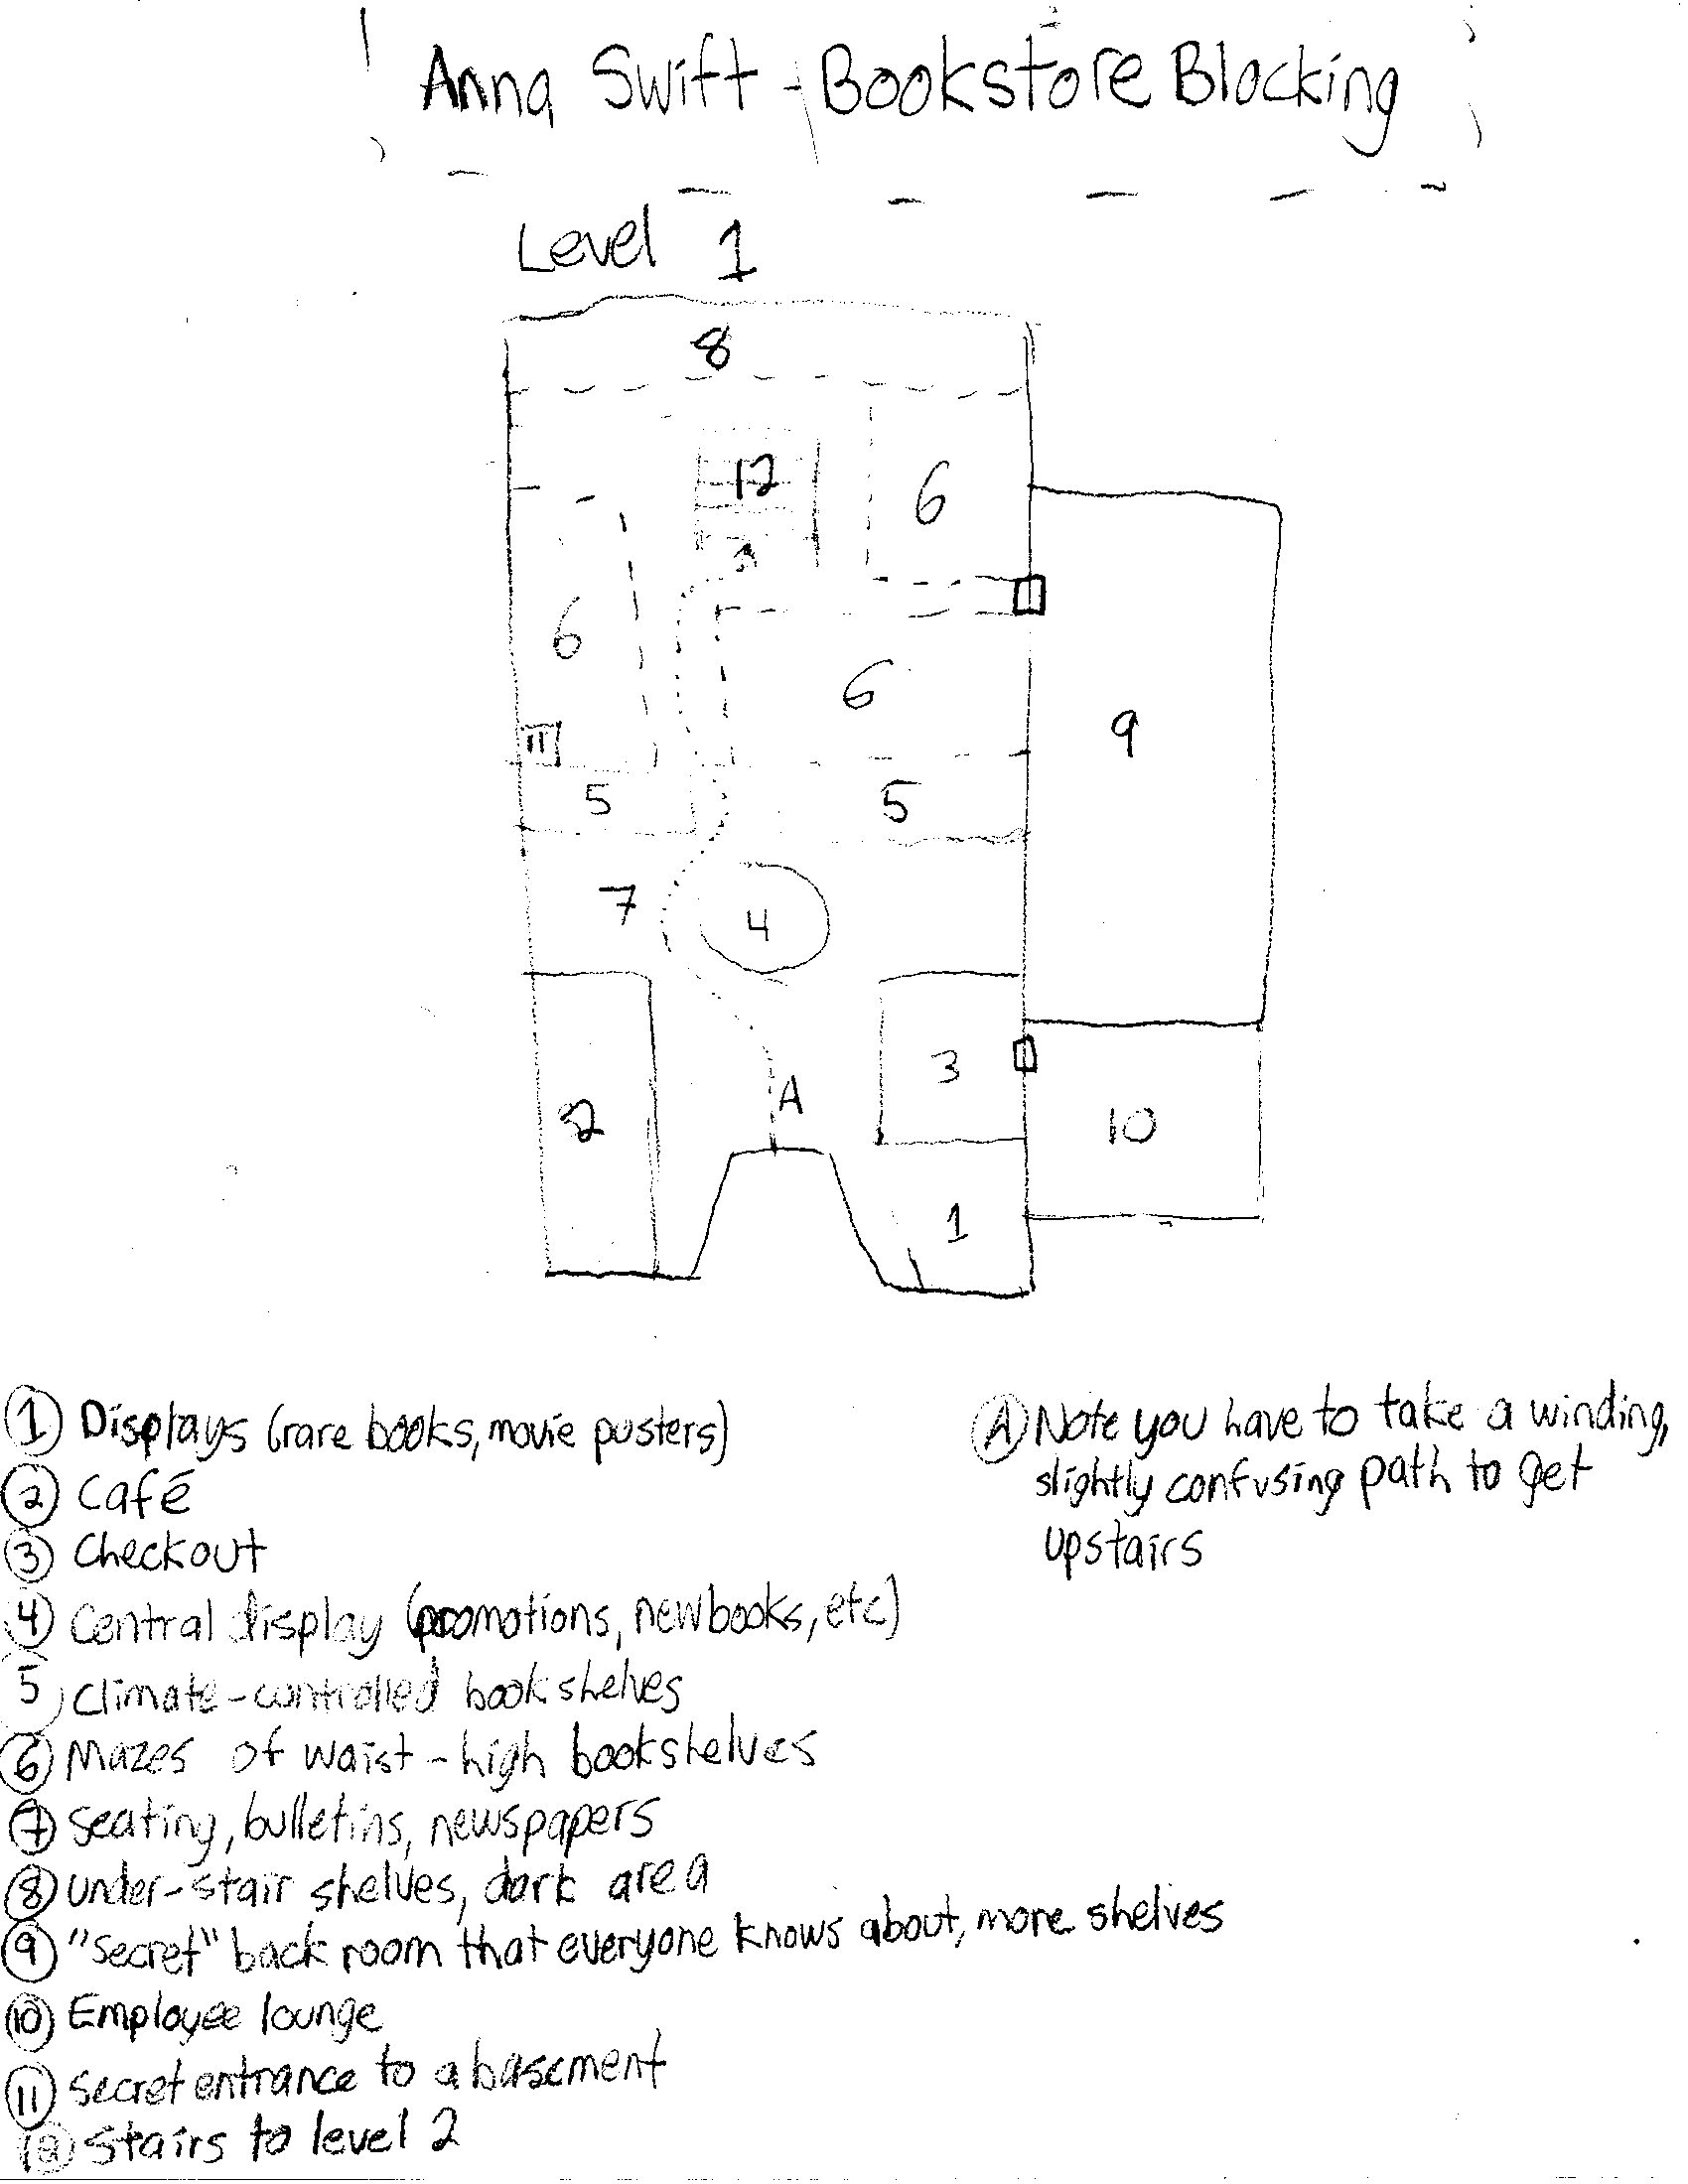 Anna Swift - Bookstore Blocking
Level 1
8
12
6
6
6
11
9
5
5
7
4
3
A
2
10
1
1 Displays (rare books, movie pusters)
2 Café
3 Checkout
4 Central display (promotions, new books, etc)
5 Climate-controlled bookshelves
6 Mazes of waist-high bookshelves
7 Seating, bulletins, newspapers
8 Under-stair shelves, dark area
9 "Secret" back room that everyone knows about, more shelves
10 Employee lounge
11 Secret entrance to a basement
12 Stairs to level 2
A Note you have to take a winding,
slightly confusing path to get
upstairs